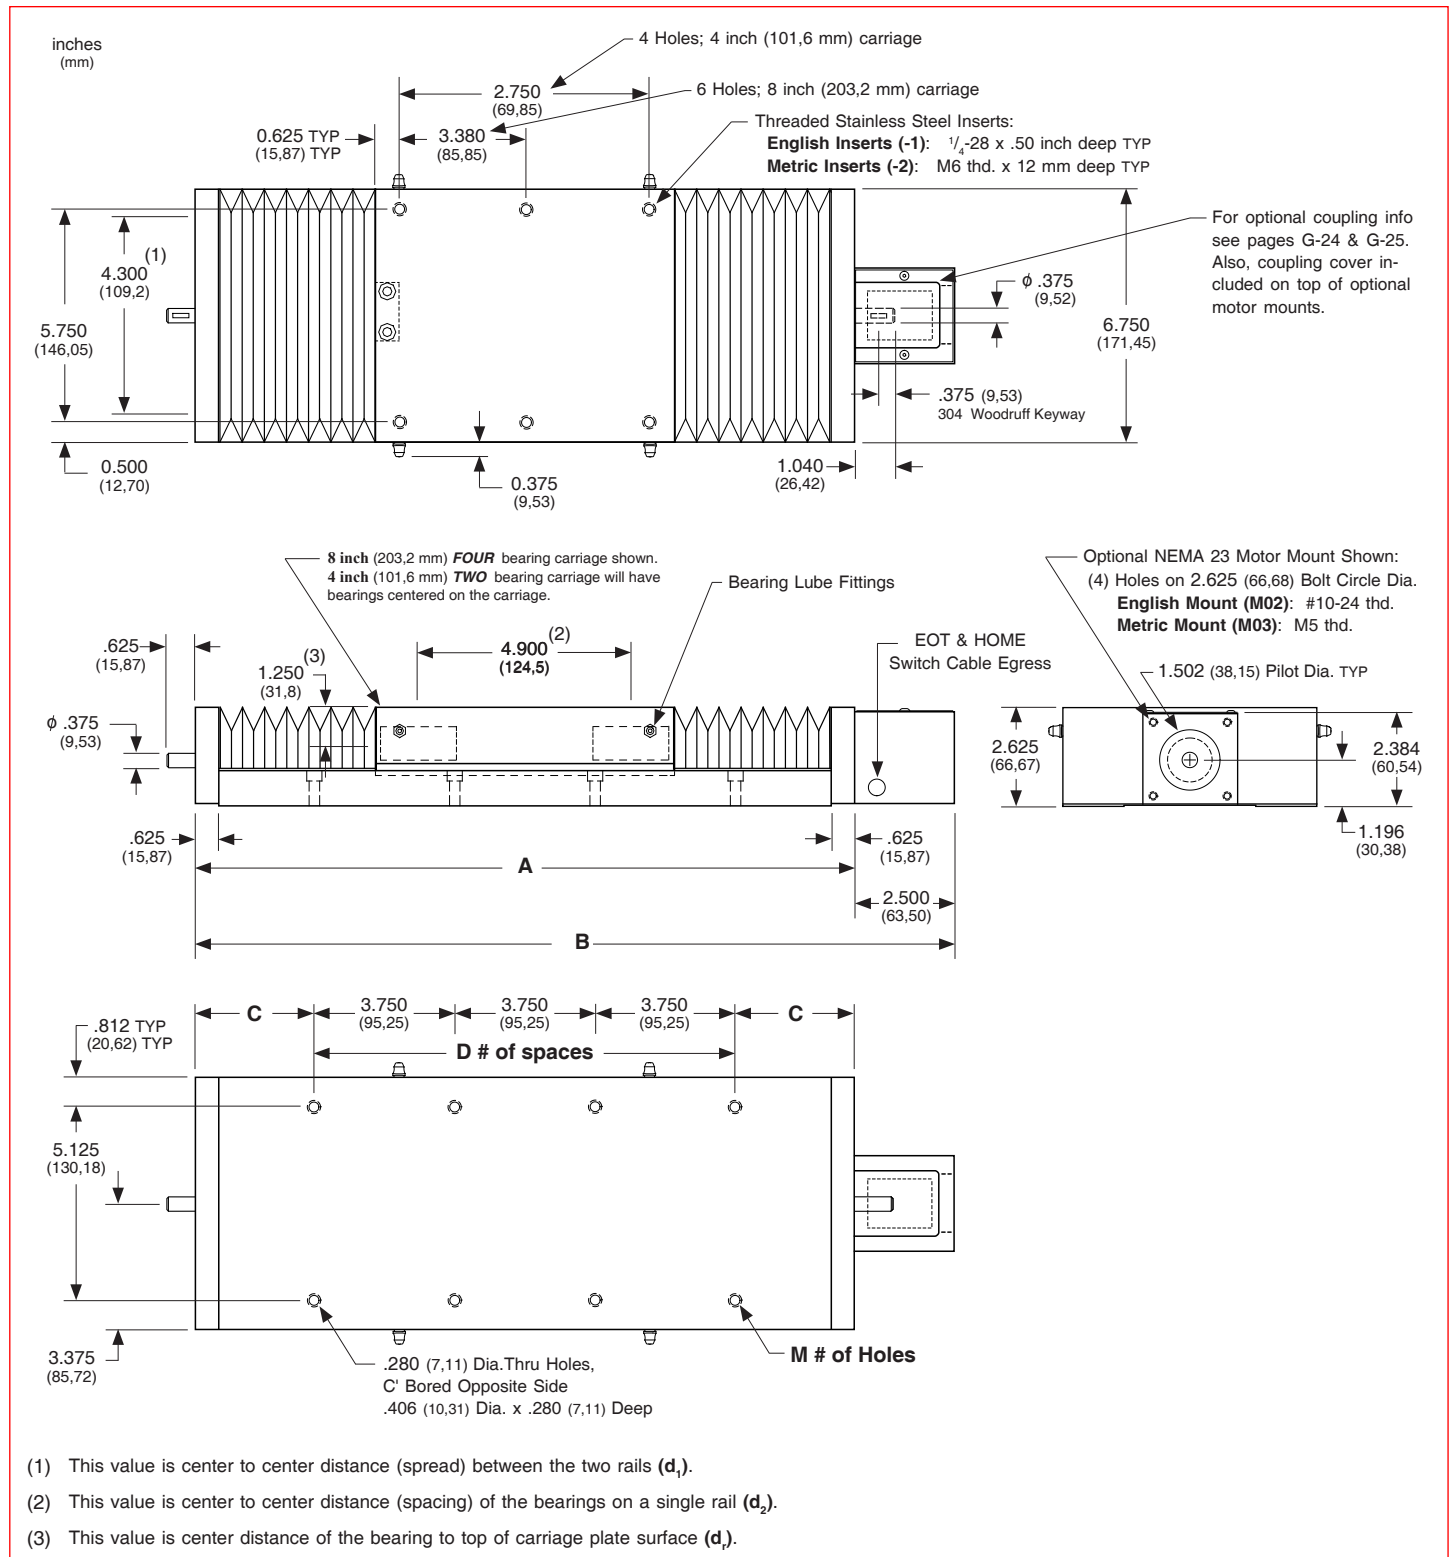 inches
(mm)
4 Holes; 4 inch (101,6 mm) carriage
2.750
(69,85)
6 Holes; 8 inch (203,2 mm) carriage
0.625 TYP
(15,87) TYP
3.380
(85,85)
Threaded Stainless Steel Inserts:
English Inserts (-1): 1/4-28 x .50 inch deep TYP
Metric Inserts (-2): M6 thd. x 12 mm deep TYP
For optional coupling info
see pages G-24 & G-25.
Also, coupling cover in-
cluded on top of optional
motor mounts.
(1)
4.300
(109,2)
5.750
(146,05)
ϕ .375
(9,52)
6.750
(171,45)
.375 (9,53)
304 Woodruff Keyway
0.500
(12,70)
0.375
(9,53)
1.040
(26,42)
8 inch (203,2 mm) FOUR bearing carriage shown.
4 inch (101,6 mm) TWO bearing carriage will have
bearings centered on the carriage.
Bearing Lube Fittings
Optional NEMA 23 Motor Mount Shown:
(4) Holes on 2.625 (66,68) Bolt Circle Dia.
English Mount (M02): #10-24 thd.
Metric Mount (M03): M5 thd.
EOT & HOME
Switch Cable Egress
.625
(15,87)
(3)
1.250
(31,8)
4.900(2)
(124,5)
1.502 (38,15) Pilot Dia. TYP
ϕ .375
(9,53)
2.625
(66,67)
2.384
(60,54)
1.196
(30,38)
.625
(15,87)
.625
(15,87)
A
2.500
(63,50)
B
C
3.750
(95,25)
3.750
(95,25)
3.750
(95,25)
C
.812 TYP
(20,62) TYP
D # of spaces
5.125
(130,18)
3.375
(85,72)
.280 (7,11) Dia.Thru Holes,
C' Bored Opposite Side
.406 (10,31) Dia. x .280 (7,11) Deep
M # of Holes
(1) This value is center to center distance (spread) between the two rails (d1).
(2) This value is center to center distance (spacing) of the bearings on a single rail (d2).
(3) This value is center distance of the bearing to top of carriage plate surface (dr).